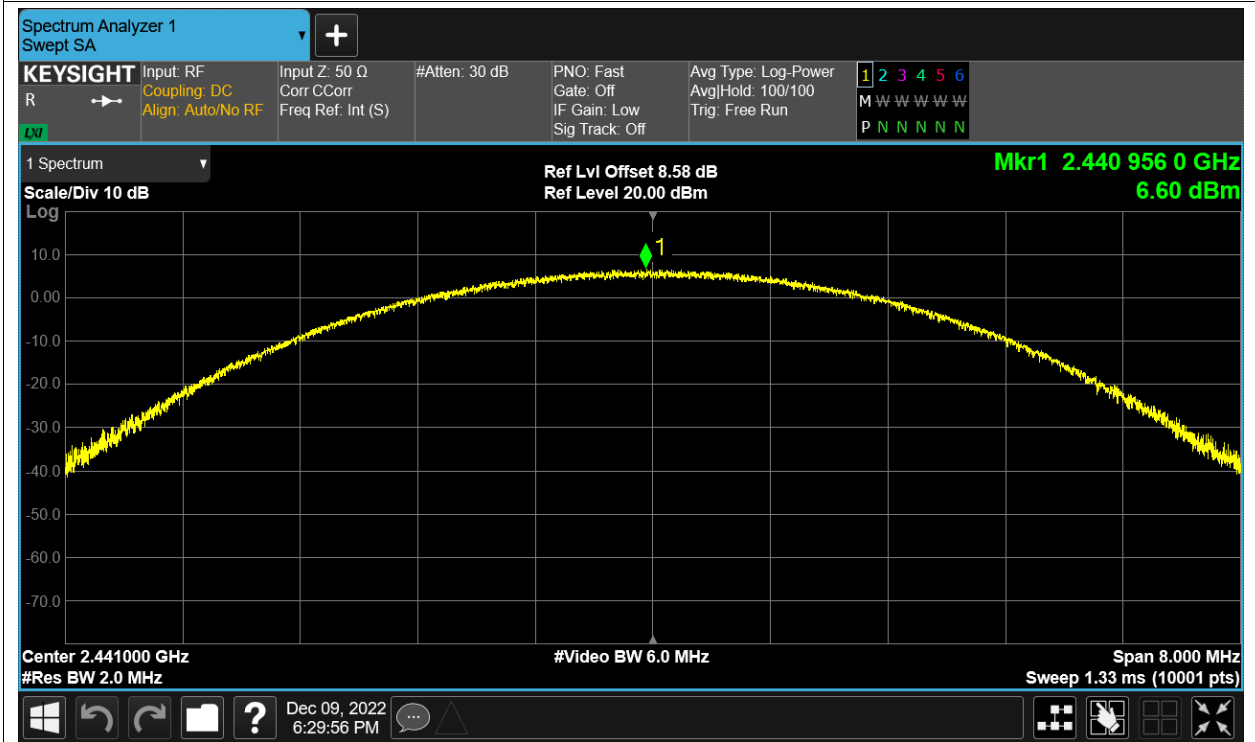 Spectrum Analyzer 1
Swept SA
+
KEYSIGHT
R
LXI
Input: RF
Coupling: DC
Align: Auto/No RF
Input Z: 50 Ω
Corr CCorr
Freq Ref: Int (S)
#Atten: 30 dB
PNO: Fast
Gate: Off
IF Gain: Low
Sig Track: Off
Avg Type: Log-Power
Avg|Hold: 100/100
Trig: Free Run
1 2 3 4 5 6
M W W W W W
P N N N N N
1 Spectrum
Scale/Div 10 dB
Log
Ref Lvl Offset 8.58 dB
Ref Level 20.00 dBm
Mkr1 2.440 956 0 GHz
6.60 dBm
1
10.0
0.00
-10.0
-20.0
-30.0
-40.0
-50.0
-60.0
-70.0
Center 2.441000 GHz
#Res BW 2.0 MHz
#Video BW 6.0 MHz
Span 8.000 MHz
Sweep 1.33 ms (10001 pts)
?
Dec 09, 2022
6:29:56 PM